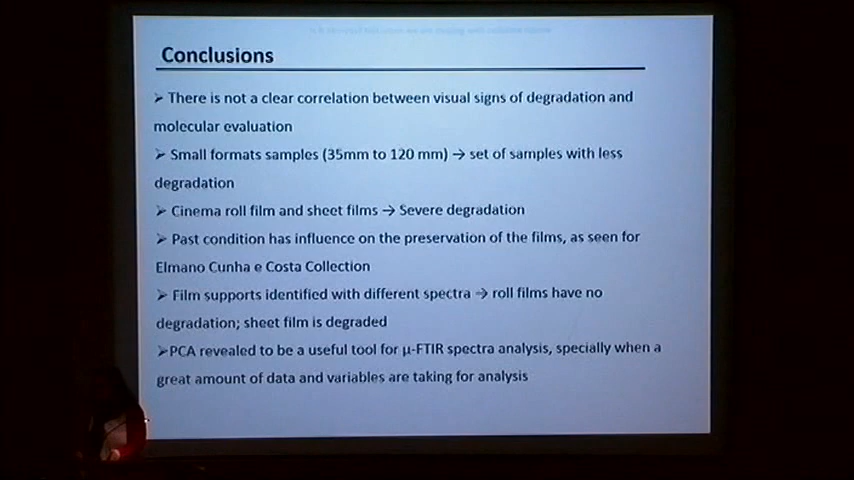 Conclusions
➢ There is not a clear correlation between visual signs of degradation and
molecular evaluation
➢ Small formats samples (35mm to 120 mm) → set of samples with less
degradation
➢ Cinema roll film and sheet films → Severe degradation
➢ Past condition has influence on the preservation of the films, as seen for
Elmano Cunha e Costa Collection
➢ Film supports identified with different spectra → roll films have no
degradation; sheet film is degraded
➢PCA revealed to be a useful tool for µ-FTIR spectra analysis, specially when a
great amount of data and variables are taking for analysis